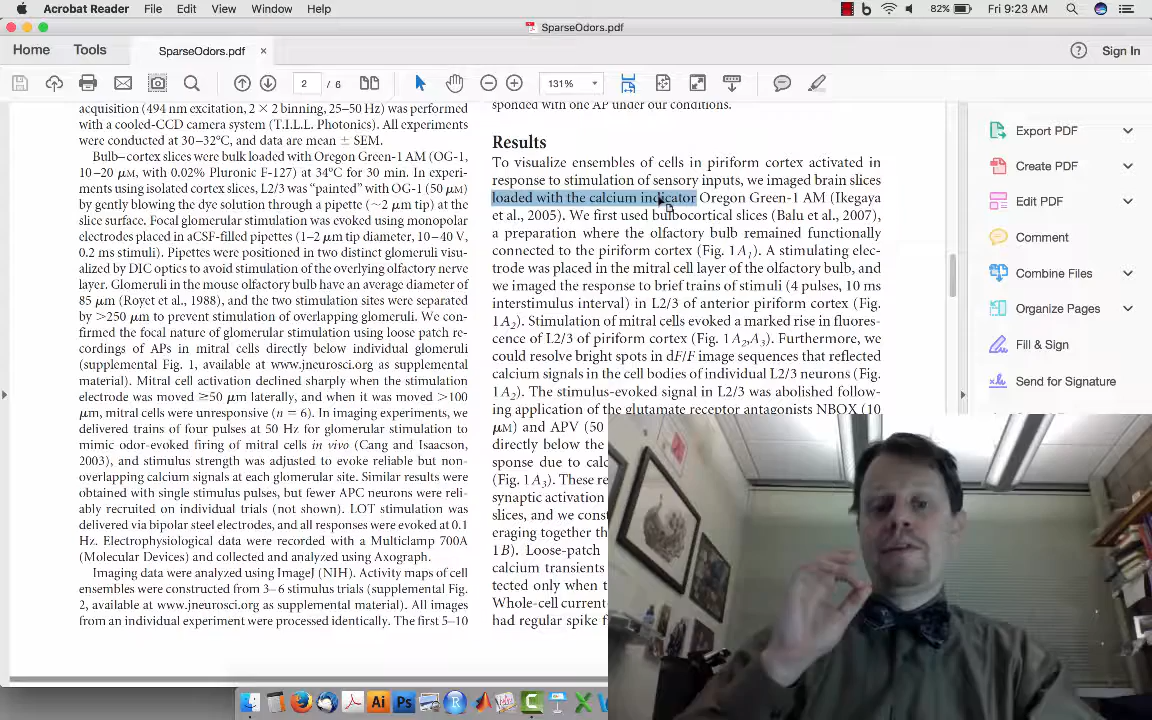 Acrobat Reader File Edit View Window Help
82% Fri 9:23 AM
SparseOdors.pdf
Home Tools SparseOdors.pdf × Sign In
2 / 6 131%
acquisition (494 nm excitation, 2 × 2 binning, 25–50 Hz) was performed
with a cooled-CCD camera system (T.I.L.L. Photonics). All experiments
were conducted at 30–32°C, and data are mean ± SEM.
Bulb–cortex slices were bulk loaded with Oregon Green-1 AM (OG-1,
10–20 μM, with 0.02% Pluronic F-127) at 34°C for 30 min. In experi-
ments using isolated cortex slices, L2/3 was “painted” with OG-1 (50 μM)
by gently blowing the dye solution through a pipette (~2 μm tip) at the
slice surface. Focal glomerular stimulation was evoked using monopolar
electrodes placed in aCSF-filled pipettes (1–2 μm tip diameter, 10–40 V,
0.2 ms stimuli). Pipettes were positioned in two distinct glomeruli visu-
alized by DIC optics to avoid stimulation of the overlying olfactory nerve
layer. Glomeruli in the mouse olfactory bulb have an average diameter of
85 μm (Royet et al., 1988), and the two stimulation sites were separated
by >250 μm to prevent stimulation of overlapping glomeruli. We con-
firmed the focal nature of glomerular stimulation using loose patch re-
cordings of APs in mitral cells directly below individual glomeruli
(supplemental Fig. 1, available at www.jneurosci.org as supplemental
material). Mitral cell activation declined sharply when the stimulation
electrode was moved ≥50 μm laterally, and when it was moved >100
μm, mitral cells were unresponsive (n = 6). In imaging experiments, we
delivered trains of four pulses at 50 Hz for glomerular stimulation to
mimic odor-evoked firing of mitral cells in vivo (Cang and Isaacson,
2003), and stimulus strength was adjusted to evoke reliable but non-
overlapping calcium signals at each glomerular site. Similar results were
obtained with single stimulus pulses, but fewer APC neurons were reli-
ably recruited on individual trials (not shown). LOT stimulation was
delivered via bipolar steel electrodes, and all responses were evoked at 0.1
Hz. Electrophysiological data were recorded with a Multiclamp 700A
(Molecular Devices) and collected and analyzed using Axograph.
Imaging data were analyzed using ImageJ (NIH). Activity maps of cell
ensembles were constructed from 3–6 stimulus trials (supplemental Fig.
2, available at www.jneurosci.org as supplemental material). All images
from an individual experiment were processed identically. The first 5–10
sponded with one AP under our conditions.
Results
To visualize ensembles of cells in piriform cortex activated in
response to stimulation of sensory inputs, we imaged brain slices
loaded with the calcium indicator Oregon Green-1 AM (Ikegaya
et al., 2005). We first used bulbocortical slices (Balu et al., 2007),
a preparation where the olfactory bulb remained functionally
connected to the piriform cortex (Fig. 1A1). A stimulating elec-
trode was placed in the mitral cell layer of the olfactory bulb, and
we imaged the response to brief trains of stimuli (4 pulses, 10 ms
interstimulus interval) in L2/3 of anterior piriform cortex (Fig.
1A2). Stimulation of mitral cells evoked a marked rise in fluores-
cence of L2/3 of piriform cortex (Fig. 1A2,A3). Furthermore, we
could resolve bright spots in dF/F image sequences that reflected
calcium signals in the cell bodies of individual L2/3 neurons (Fig.
1A2). The stimulus-evoked signal in L2/3 was abolished follow-
ing application of the glutamate receptor antagonists NBQX (10
μM) and APV (50
directly below the
sponse due to calc
(Fig. 1A3). These re
synaptic activation
slices, and we cons
eraging together th
1B). Loose-patch
calcium transients
tected only when t
Whole-cell current-
had regular spike f
Export PDF
Create PDF
Edit PDF
Comment
Combine Files
Organize Pages
Fill & Sign
Send for Signature